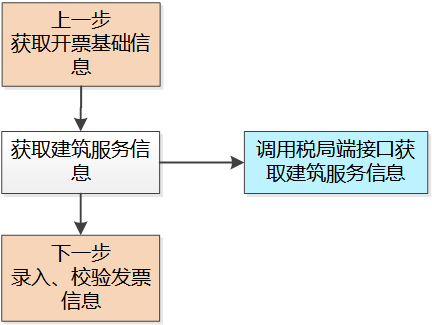 上一步
获取开票基础信
息
获取建筑服务信
息
调用税局端接口获
取建筑服务信息
下一步
录入、校验发票
信息